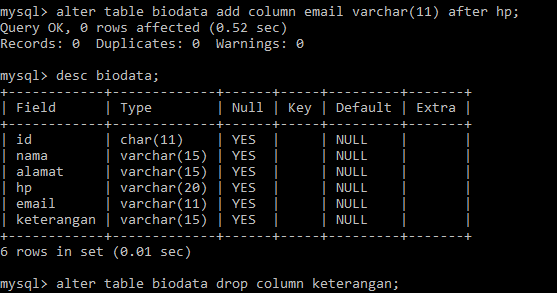 mysql> alter table biodata add column email varchar(11) after hp;
Query OK, 0 rows affected (0.52 sec)
Records: 0  Duplicates: 0  Warnings: 0

mysql> desc biodata;
+------------+-------------+------+-----+---------+-------+
| Field      | Type        | Null | Key | Default | Extra |
+------------+-------------+------+-----+---------+-------+
| id         | char(11)    | YES  |     | NULL    |       |
| nama       | varchar(15) | YES  |     | NULL    |       |
| alamat     | varchar(15) | YES  |     | NULL    |       |
| hp         | varchar(20) | YES  |     | NULL    |       |
| email      | varchar(11) | YES  |     | NULL    |       |
| keterangan | varchar(15) | YES  |     | NULL    |       |
+------------+-------------+------+-----+---------+-------+
6 rows in set (0.01 sec)

mysql> alter table biodata drop column keterangan;